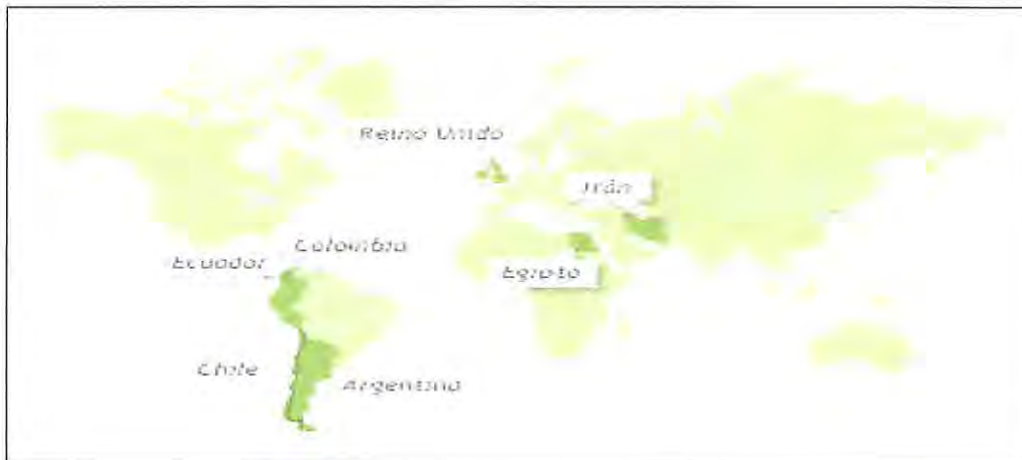 Reino Unido
Irán
Colombia
Ecuador
Egipto
Chile
Argentina